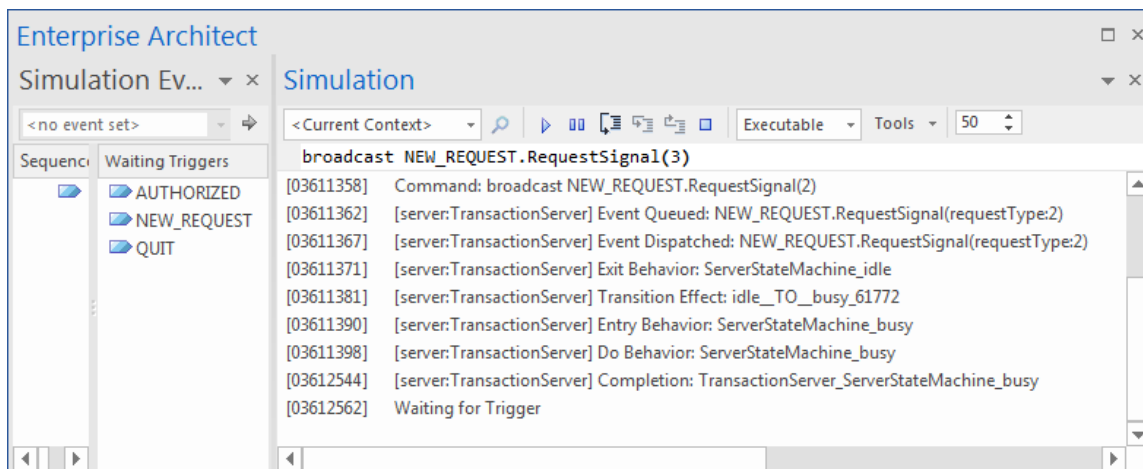 Enterprise Architect
Simulation Ev...
Simulation
<no event set>
<Current Context>
Executable
Tools
50
Sequence
Waiting Triggers
broadcast NEW_REQUEST.RequestSignal(3)
AUTHORIZED
NEW_REQUEST
QUIT
[03611358] Command: broadcast NEW_REQUEST.RequestSignal(2)
[03611362] [server:TransactionServer] Event Queued: NEW_REQUEST.RequestSignal(requestType:2)
[03611367] [server:TransactionServer] Event Dispatched: NEW_REQUEST.RequestSignal(requestType:2)
[03611371] [server:TransactionServer] Exit Behavior: ServerStateMachine_idle
[03611381] [server:TransactionServer] Transition Effect: idle__TO__busy_61772
[03611390] [server:TransactionServer] Entry Behavior: ServerStateMachine_busy
[03611398] [server:TransactionServer] Do Behavior: ServerStateMachine_busy
[03612544] [server:TransactionServer] Completion: TransactionServer_ServerStateMachine_busy
[03612562] Waiting for Trigger